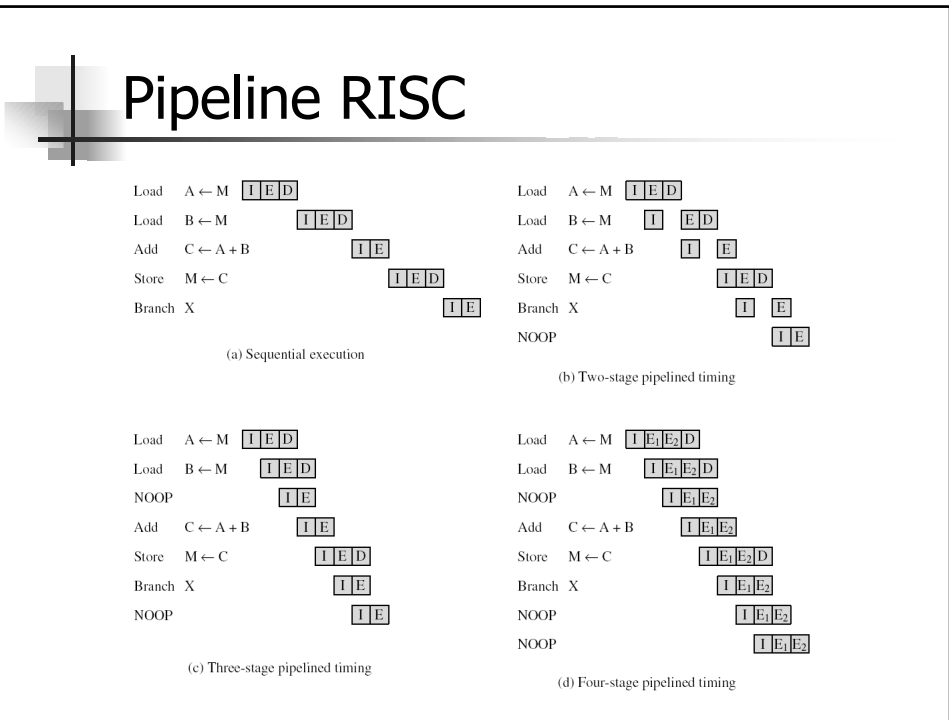 Pipeline RISC
Load A ← M I E D
Load B ← M I E D
Add C ← A + B I E
Store M ← C I E D
Branch X I E
(a) Sequential execution
Load A ← M I E D
Load B ← M I E D
Add C ← A + B I E
Store M ← C I E D
Branch X I E
NOOP I E
(b) Two-stage pipelined timing
Load A ← M I E D
Load B ← M I E D
NOOP I E
Add C ← A + B I E
Store M ← C I E D
Branch X I E
NOOP I E
(c) Three-stage pipelined timing
Load A ← M I E₁ E₂ D
Load B ← M I E₁ E₂ D
NOOP I E₁ E₂
Add C ← A + B I E₁ E₂
Store M ← C I E₁ E₂ D
Branch X I E₁ E₂
NOOP I E₁ E₂
NOOP I E₁ E₂
(d) Four-stage pipelined timing